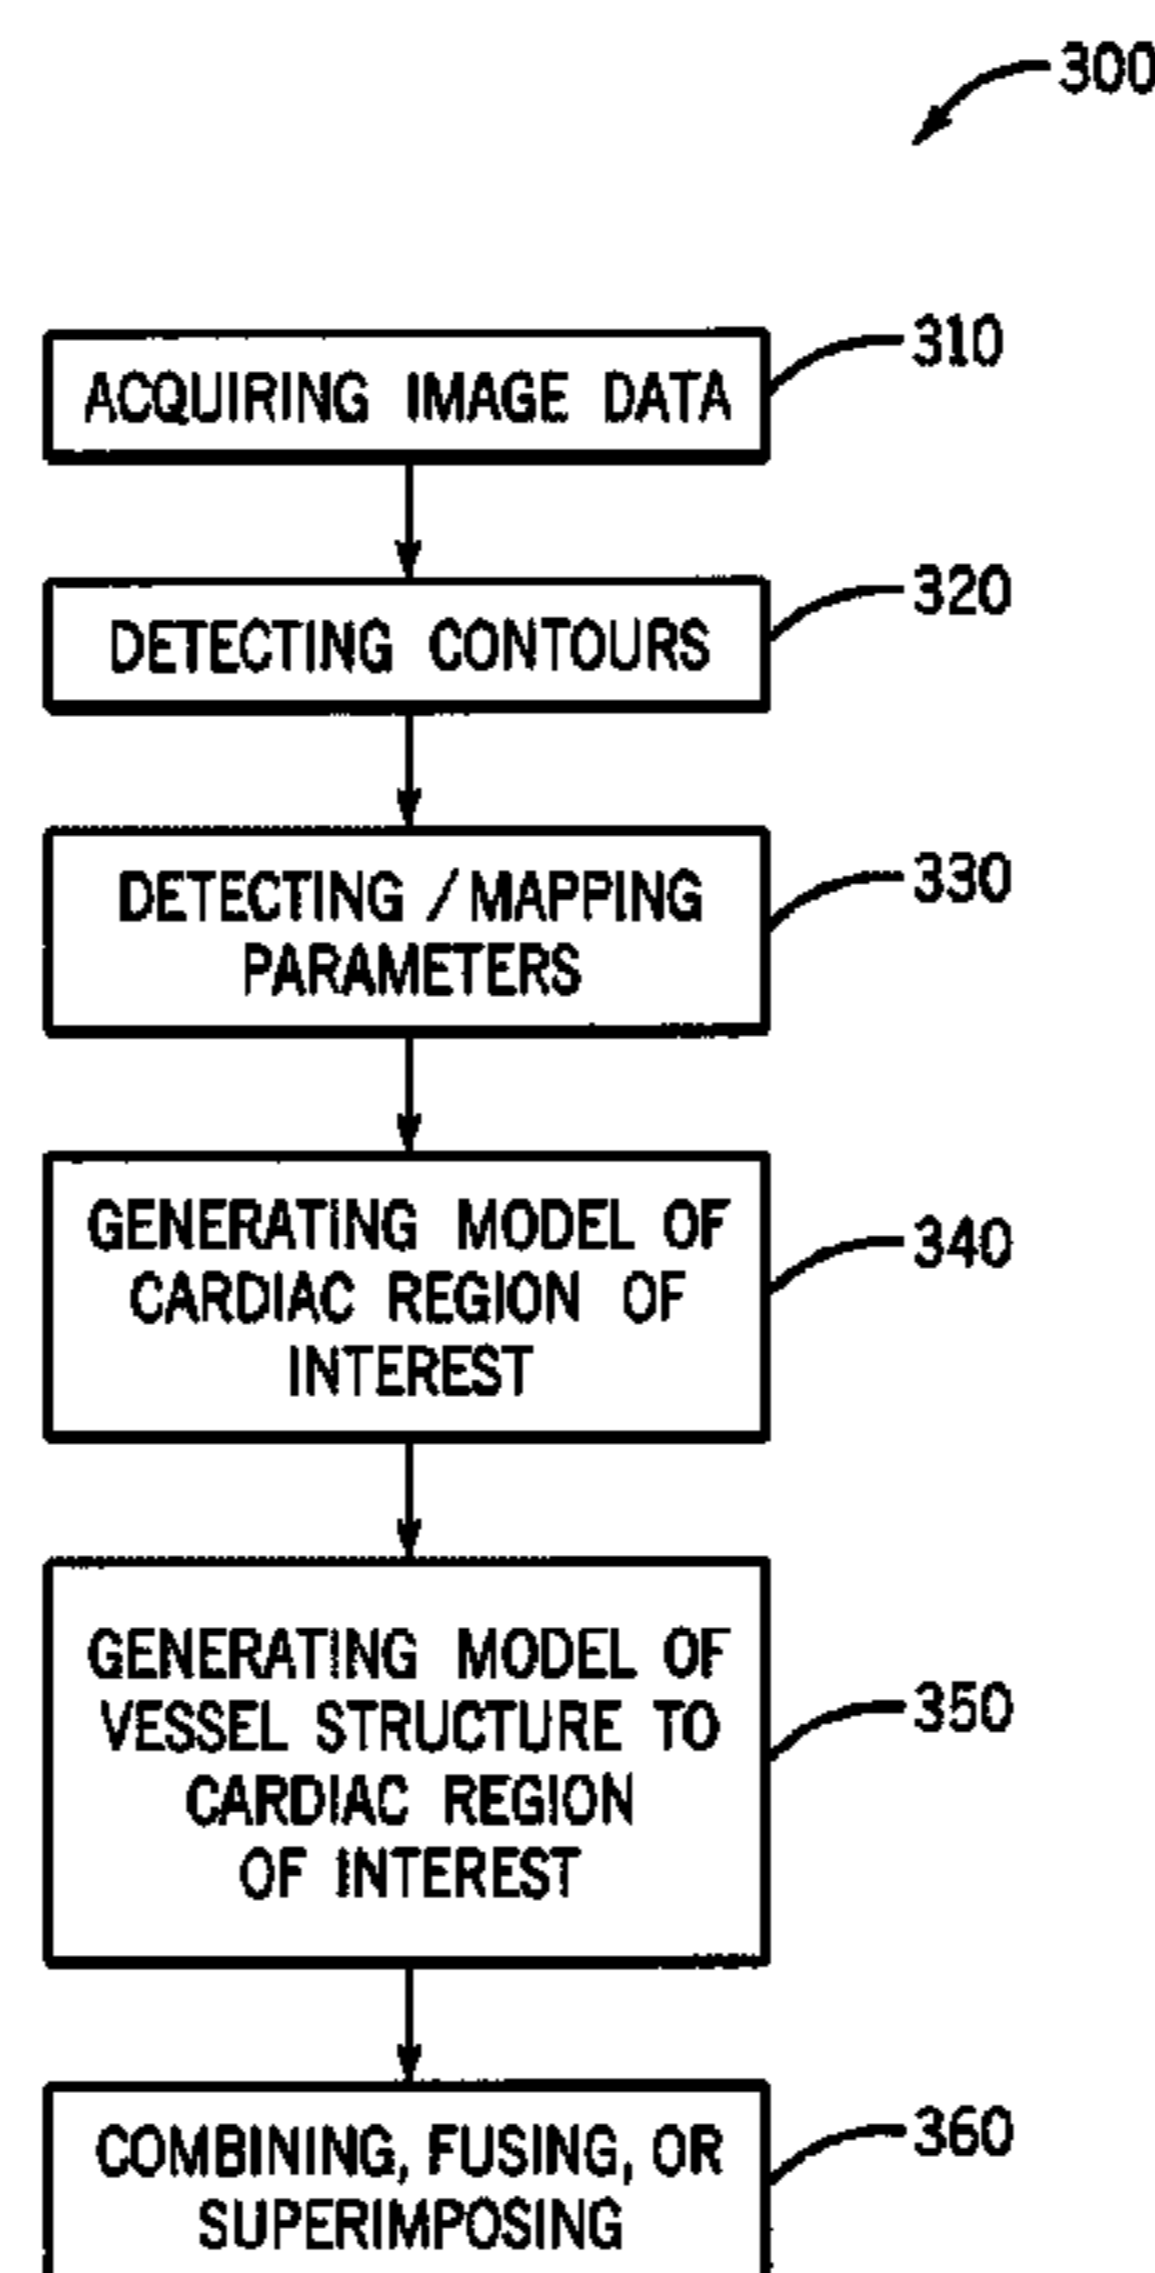 300
ACQUIRING IMAGE DATA
310
DETECTING CONTOURS
320
DETECTING / MAPPING
PARAMETERS
330
GENERATING MODEL OF
CARDIAC REGION OF
INTEREST
340
GENERATING MODEL OF
VESSEL STRUCTURE TO
CARDIAC REGION
OF INTEREST
350
COMBINING, FUSING, OR
SUPERIMPOSING
360